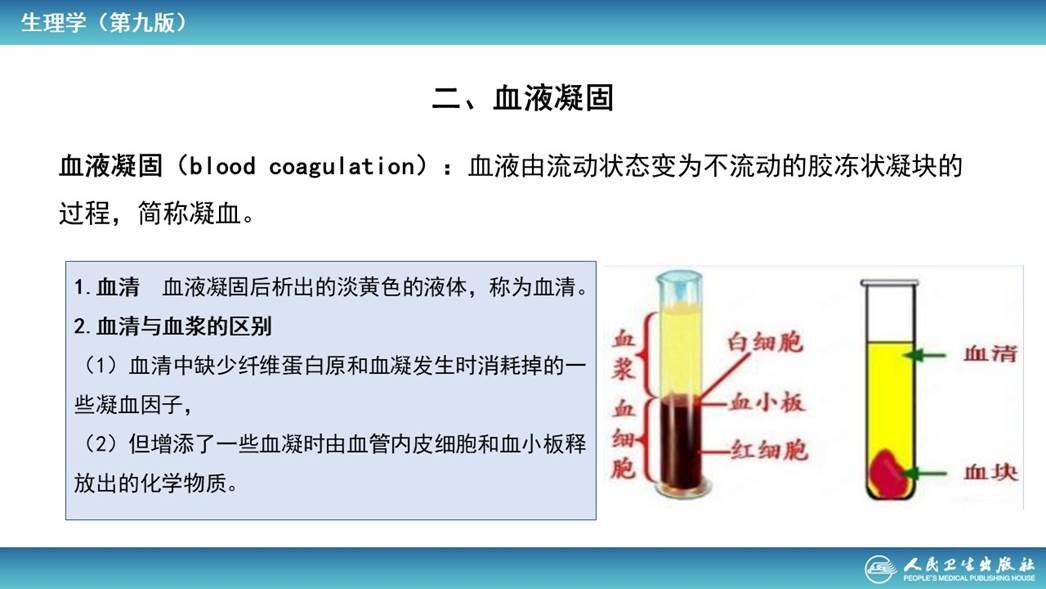 生理学（第九版）
二、血液凝固
血液凝固（blood coagulation）：血液由流动状态变为不流动的胶冻状凝块的
过程，简称凝血。
1.血清　血液凝固后析出的淡黄色的液体，称为血清。
2.血清与血浆的区别
（1）血清中缺少纤维蛋白原和血凝发生时消耗掉的一
些凝血因子，
（2）但增添了一些血凝时由血管内皮细胞和血小板释
放出的化学物质。
血浆
血细胞
白细胞
血小板
红细胞
血清
血块
人民卫生出版社
PEOPLE'S MEDICAL PUBLISHING HOUSE